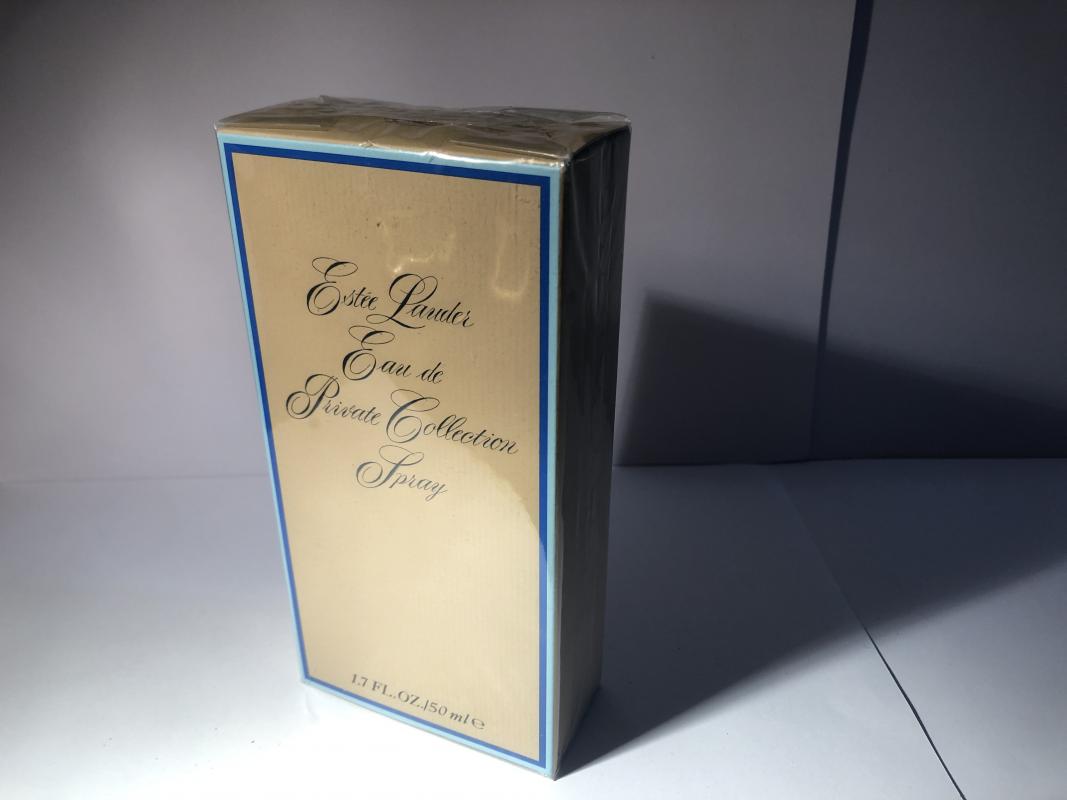 Estée Lauder
Eau de
Private Collection
Spray
1.7 FL.OZ./50 ml ℮